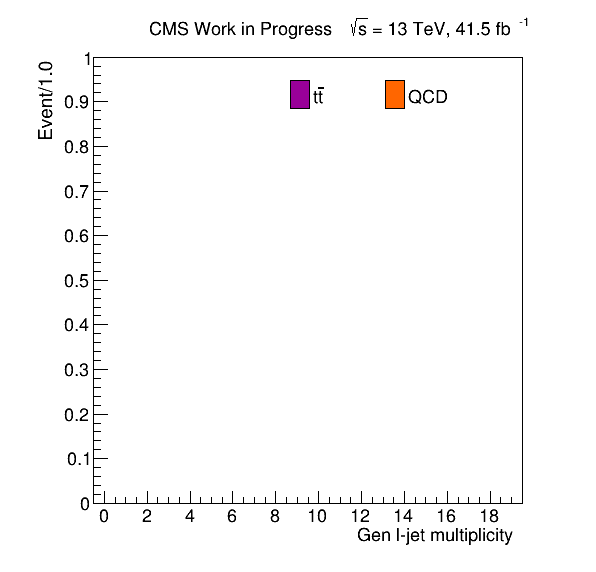 CMS Work in Progress √s = 13 TeV, 41.5 fb⁻¹
Event/1.0
tt̄
QCD
1
0.9
0.8
0.7
0.6
0.5
0.4
0.3
0.2
0.1
0
0 2 4 6 8 10 12 14 16 18
Gen l-jet multiplicity